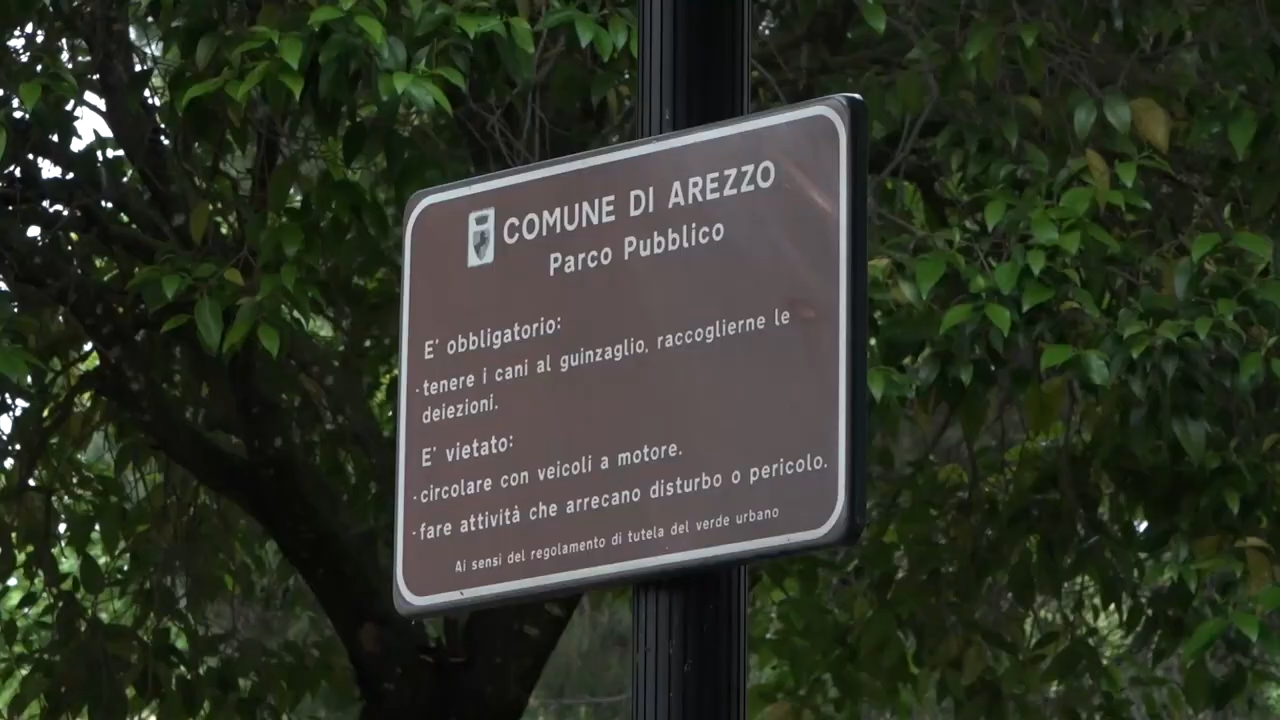 COMUNE DI AREZZO
Parco Pubblico
E' obbligatorio:
·tenere i cani al guinzaglio, raccoglierne le
deiezioni.
E' vietato:
·circolare con veicoli a motore.
·fare attività che arrecano disturbo o pericolo.
Ai sensi del regolamento di tutela del verde urbano